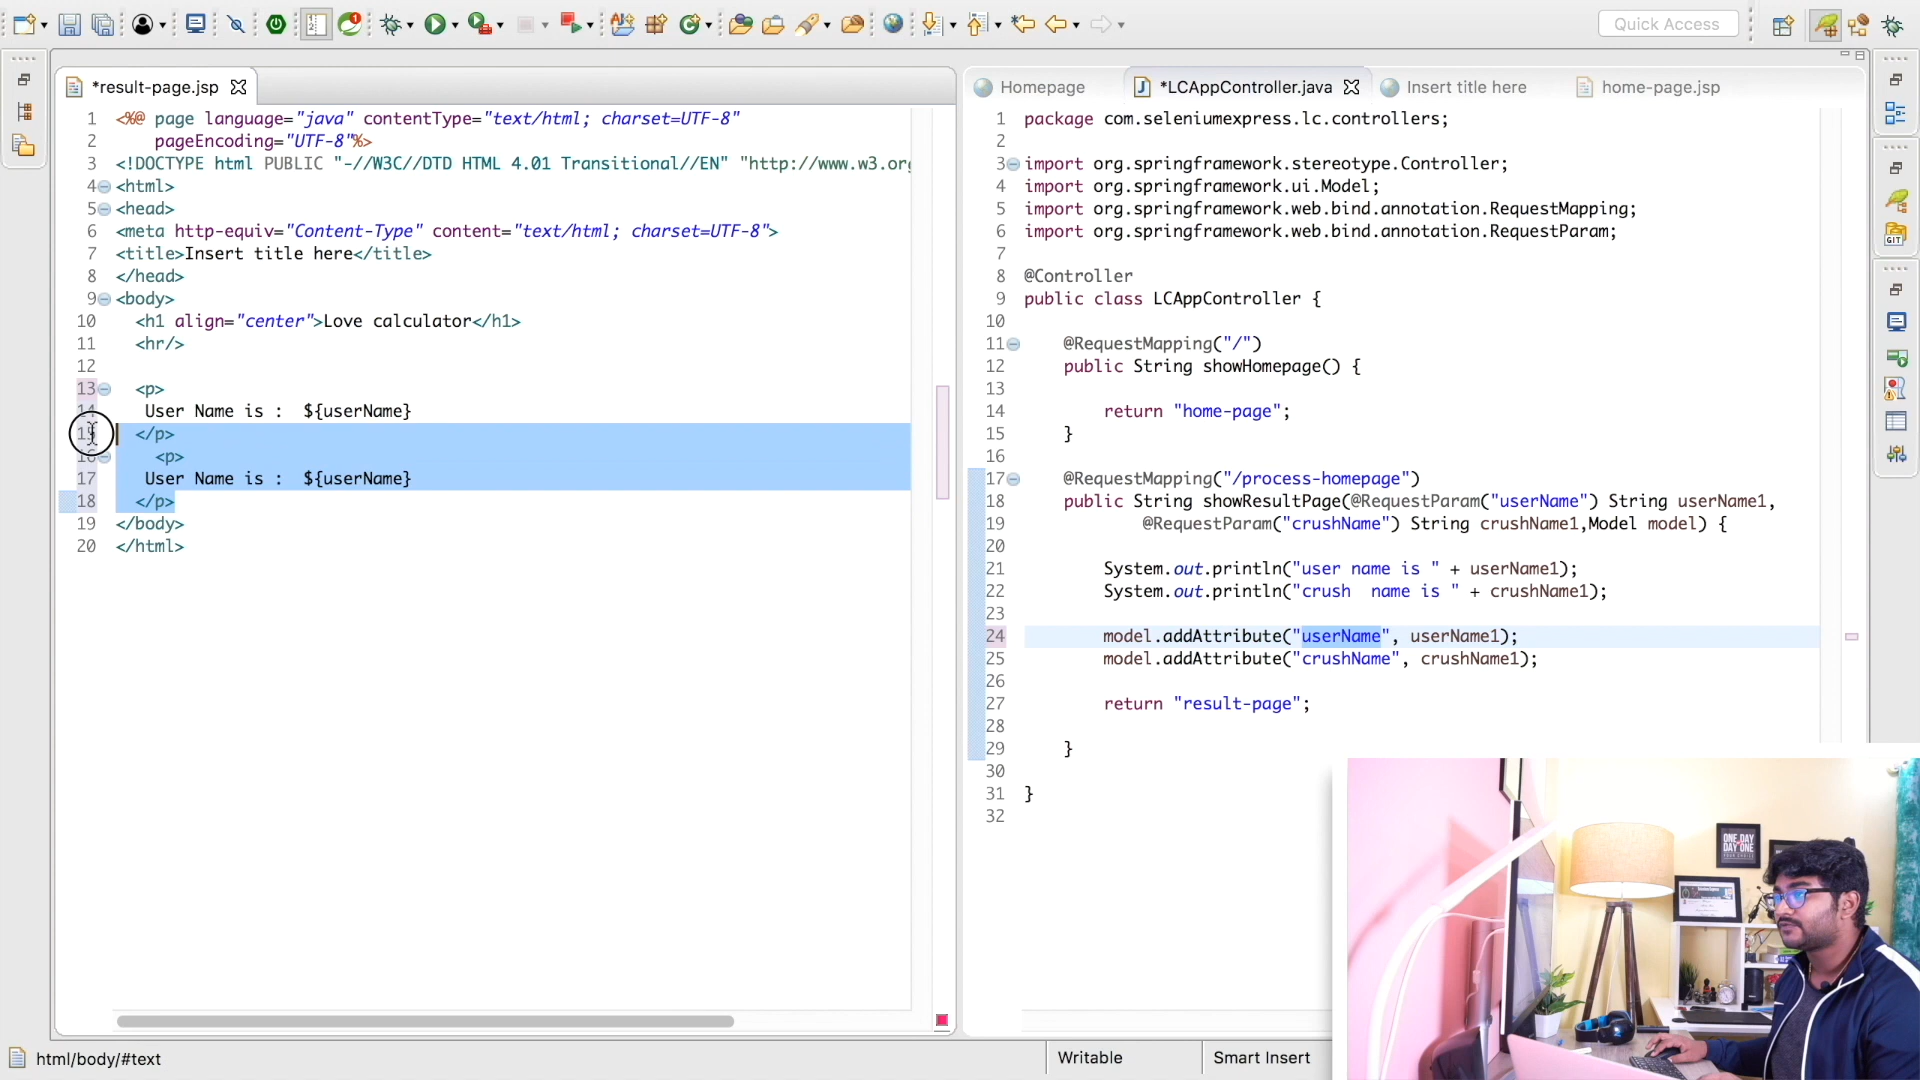 Quick Access
*result-page.jsp
1 <%@ page language="java" contentType="text/html; charset=UTF-8"
2 pageEncoding="UTF-8"%>
3 <!DOCTYPE html PUBLIC "-//W3C//DTD HTML 4.01 Transitional//EN" "http://www.w3.org
4 <html>
5 <head>
6 <meta http-equiv="Content-Type" content="text/html; charset=UTF-8">
7 <title>Insert title here</title>
8 </head>
9 <body>
10 <h1 align="center">Love calculator</h1>
11 <hr/>
12
13 <p>
14 User Name is :  ${userName}
15 </p>
16 <p>
17 User Name is :  ${userName}
18 </p>
19 </body>
20 </html>
Homepage
*LCAppController.java
Insert title here
home-page.jsp
1 package com.seleniumexpress.lc.controllers;
2
3 import org.springframework.stereotype.Controller;
4 import org.springframework.ui.Model;
5 import org.springframework.web.bind.annotation.RequestMapping;
6 import org.springframework.web.bind.annotation.RequestParam;
7
8 @Controller
9 public class LCAppController {
10
11 @RequestMapping("/")
12 public String showHomepage() {
13
14 return "home-page";
15 }
16
17 @RequestMapping("/process-homepage")
18 public String showResultPage(@RequestParam("userName") String userName1,
19 @RequestParam("crushName") String crushName1,Model model) {
20
21 System.out.println("user name is " + userName1);
22 System.out.println("crush  name is " + crushName1);
23
24 model.addAttribute("userName", userName1);
25 model.addAttribute("crushName", crushName1);
26
27 return "result-page";
28
29 }
30
31 }
32
GIT
ONE DAY
DAY ONE
html/body/#text
Writable
Smart Insert